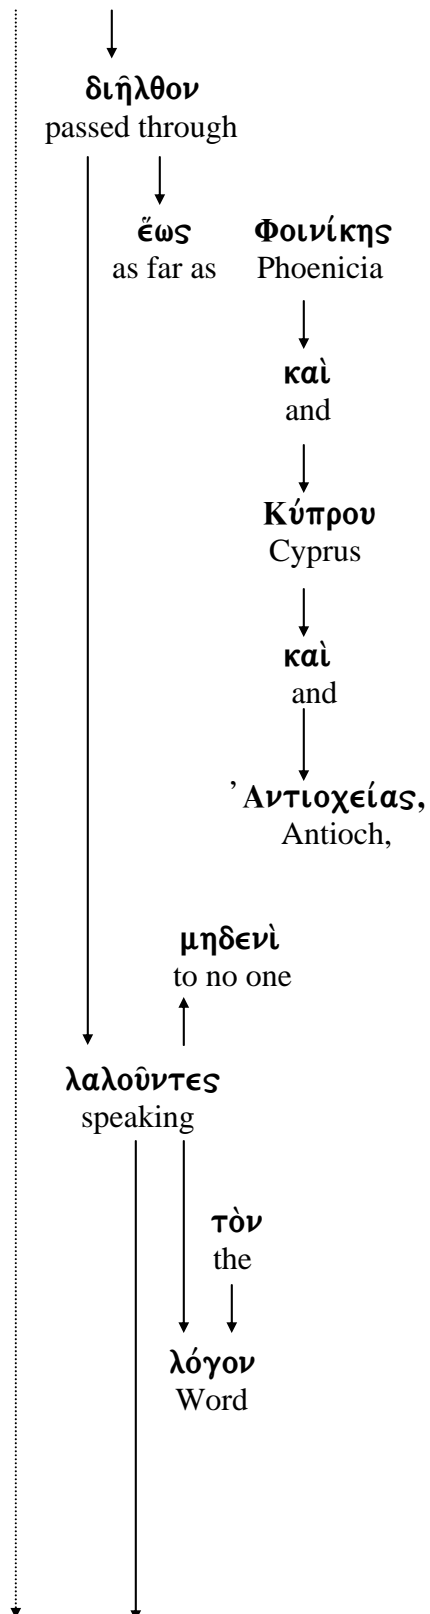 διῆλθον
passed through
ἕως Φοινίκης
as far as Phoenicia
καὶ
and
Κύπρου
Cyprus
καὶ
and
᾿Αντιοχείας,
Antioch,
μηδενὶ
to no one
λαλοῦντες
speaking
τὸν
the
λόγον
Word